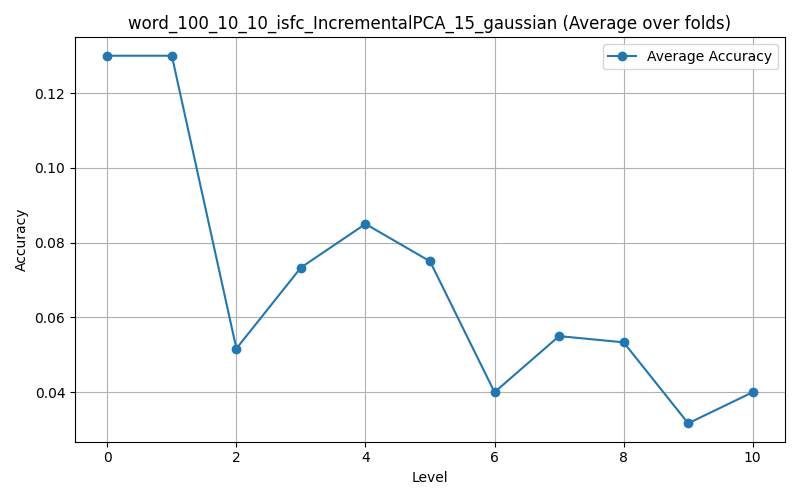 word_100_10_10_isfc_IncrementalPCA_15_gaussian (Average over folds)
Average Accuracy
0.12
0.10
0.08
0.06
0.04
Accuracy
0 2 4 6 8 10
Level